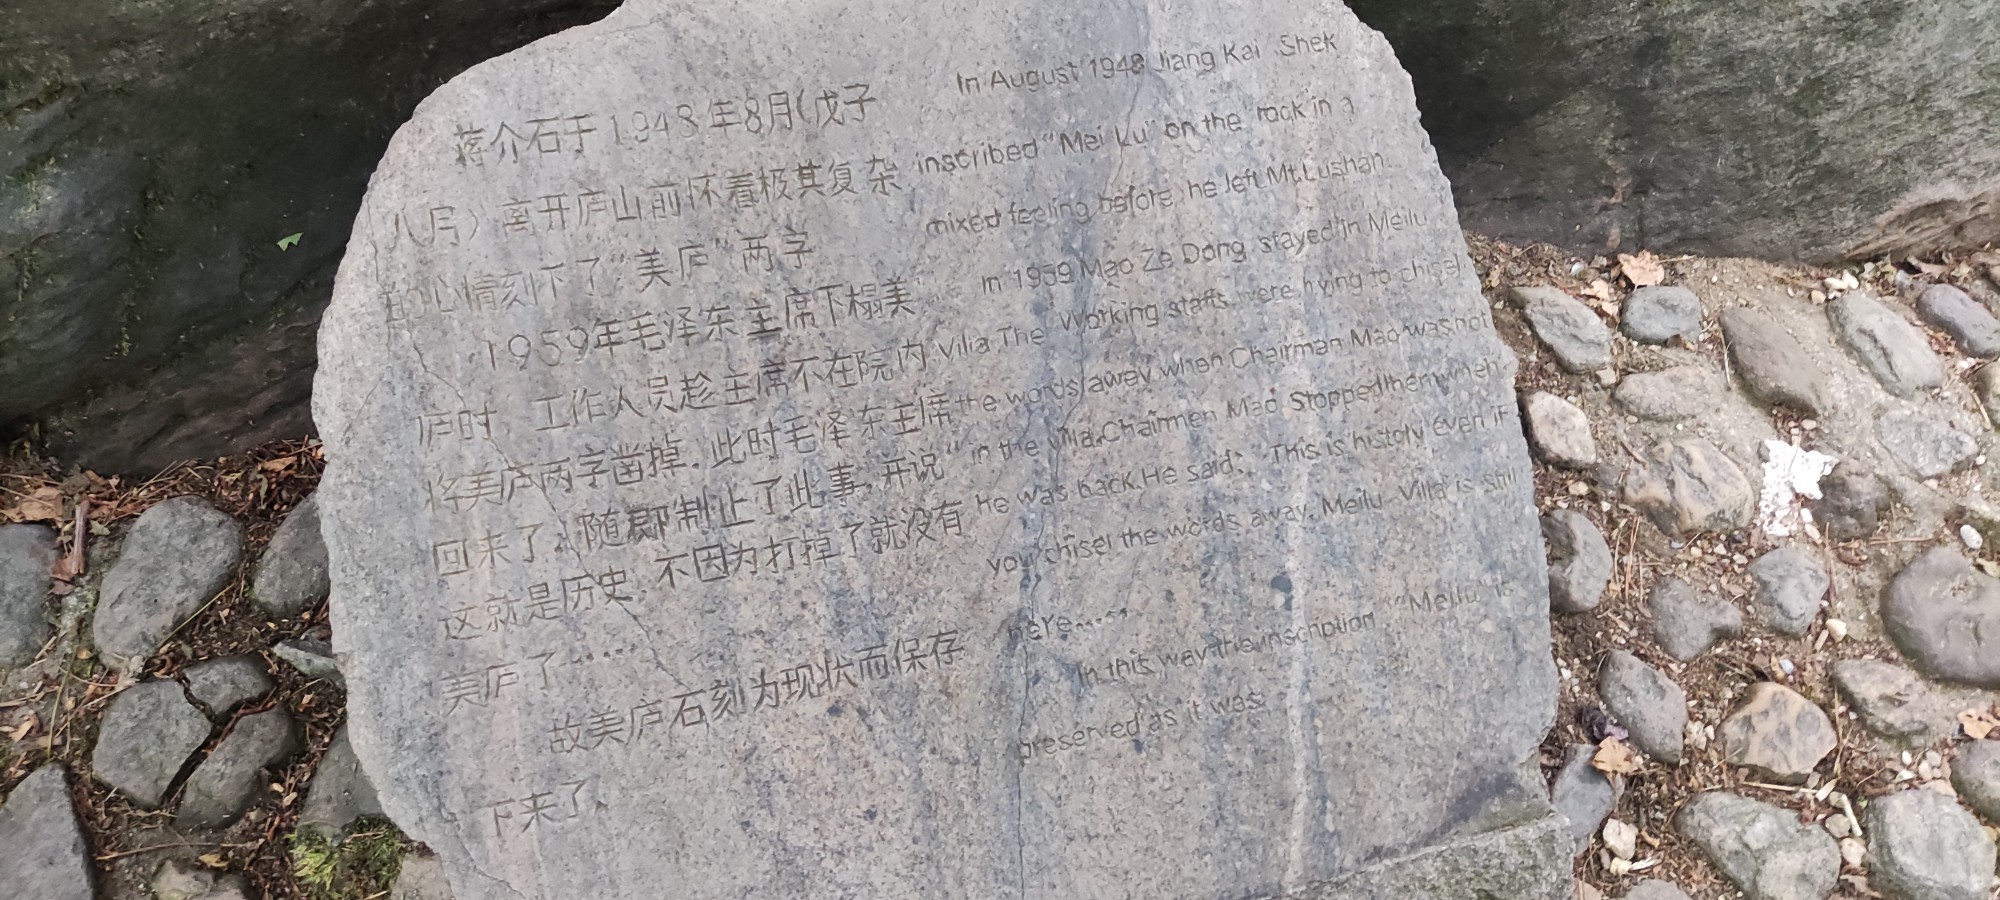 蒋介石于1948年8月(戊子
八月)离开庐山前怀着极其复杂
的心情刻下了“美庐”两字
1959年毛泽东主席下榻美
庐时 工作人员趁主席不在院内
将美庐两字凿掉.此时毛泽东主席
回来了,随即制止了此事,并说“
这就是历史,不因为打掉了就没有
美庐了……
故美庐石刻为现状而保存
下来了.
In August 1948 Jiang Kai Shek
inscribed "Mei Lu" on the rock in a
mixed feeling before he left Mt.Lushan.
In 1959 Mao Ze Dong stayed in Meilu
Vilia.The Working staffs were trying to chisel
the words away when Chairman Mao was not
in the Villa.Chairmen Mao Stopped them when
he was back.He said: This is histoly even if
you chisel the words away. Meilu Villa is still
here....."
In this way the inscription "Meilu" is
preserved as it was.